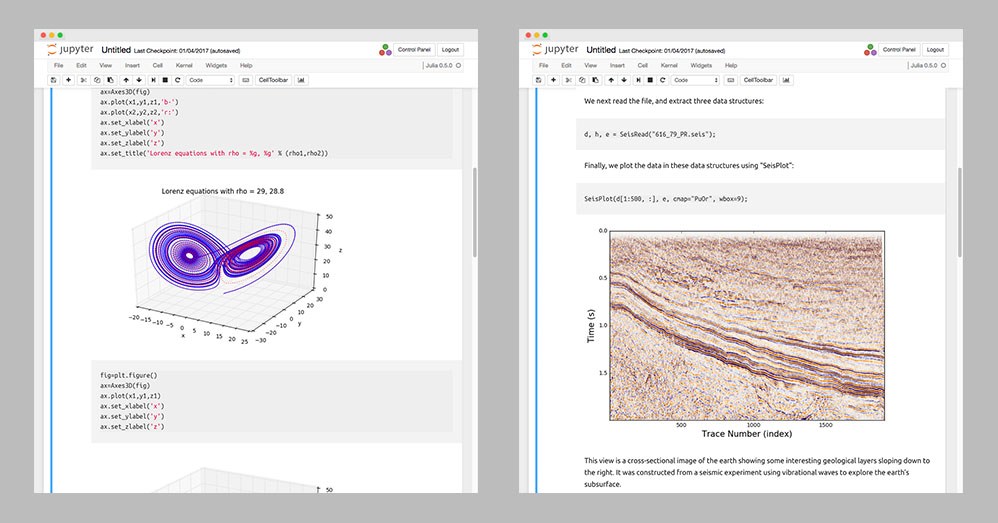 jupyter Untitled Last Checkpoint: 01/04/2017 (autosaved) Control Panel Logout
File Edit View Insert Cell Kernel Widgets Help Julia 0.5.0
Code CellToolbar
ax=Axes3D(fig)
ax.plot(x1,y1,z1,'b-')
ax.plot(x2,y2,z2,'r:')
ax.set_xlabel('x')
ax.set_ylabel('y')
ax.set_zlabel('z')
ax.set_title('Lorenz equations with rho = %g, %g' % (rho1,rho2))
Lorenz equations with rho = 29, 28.8
50
40
30
20
10
0
z
-20 -15 -10 -5 0 5 10 15 20 25
x
-30 -20 -10 0 10 20 30
y
fig=plt.figure()
ax=Axes3D(fig)
ax.plot(x1,y1,z1)
ax.set_xlabel('x')
ax.set_ylabel('y')
ax.set_zlabel('z')
50
jupyter Untitled Last Checkpoint: 01/04/2017 (autosaved) Control Panel Logout
File Edit View Insert Cell Kernel Widgets Help Julia 0.5.0
Code CellToolbar
We next read the file, and extract three data structures:
d, h, e = SeisRead("616_79_PR.seis");
Finally, we plot the data in these data structures using "SeisPlot":
SeisPlot(d[1:500, :], e, cmap="PuOr", wbox=9);
0.0
0.5
1.0
1.5
Time (s)
500 1000 1500
Trace Number (index)
This view is a cross-sectional image of the earth showing some interesting geological layers sloping down to
the right. It was constructed from a seismic experiment using vibrational waves to explore the earth's
subsurface.